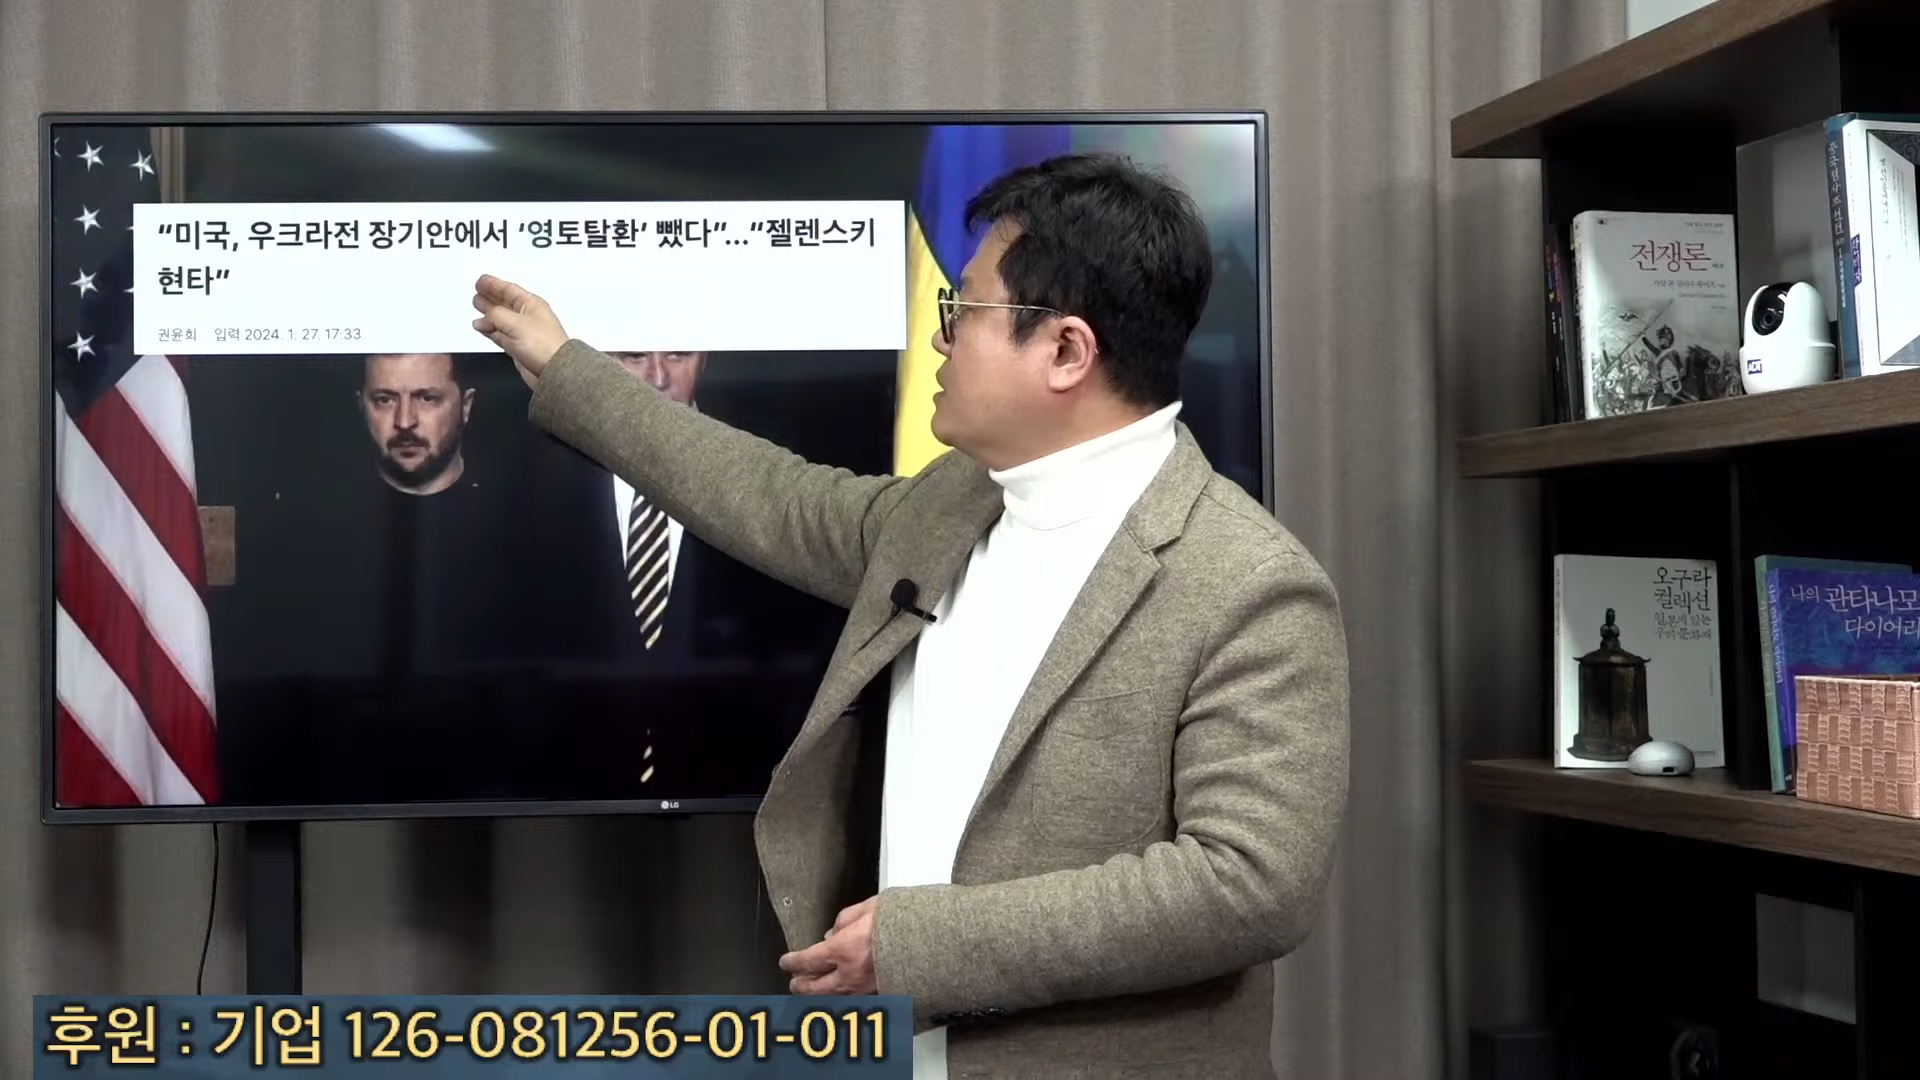 “미국, 우크라전 장기안에서 ‘영토탈환’ 뺐다”...“젤렌스키
현타”
권윤희 입력 2024. 1. 27. 17:33
LG
전쟁론
ADT
오구라
컬렉션
나의 관타나모
다이어리
후원 : 기업 126-081256-01-011